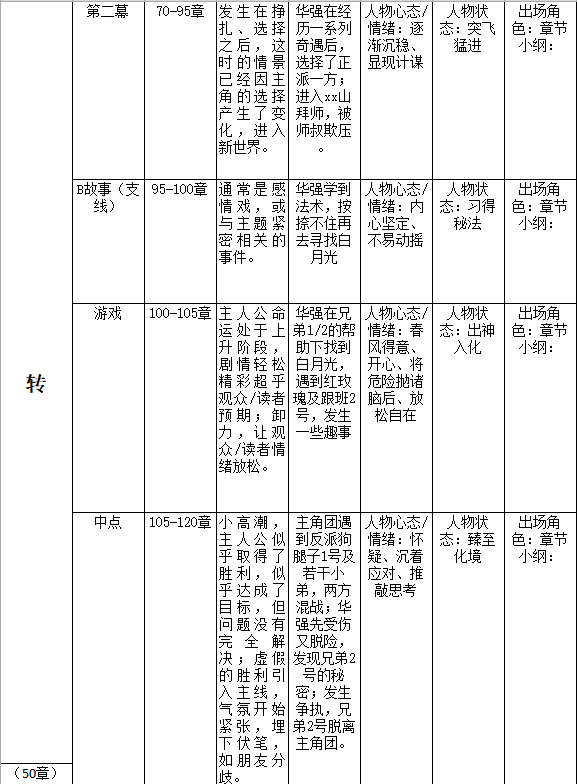 第二幕
70-95章
发生在挣
扎、选择
之后，这
时的情景
已经因主
角的选择
产生了变
化，进入
新世界。
华强在经
历一系列
奇遇后，
选择了正
派一方；
进入xx山
拜师，被
师叔欺压
。
人物心态/
情绪：逐
渐沉稳、
显现计谋
人物状
态：突飞
猛进
出场角
色：章节
小纲：
B故事（支
线）
95-100章
通常是感
情戏，或
与主题紧
密相关的
事件。
华强学到
法术，按
捺不住再
去寻找白
月光
人物心态/
情绪：内
心坚定、
不易动摇
人物状
态：习得
秘法
出场角
色：章节
小纲：
转
游戏
100-105章
主人公命
运处于上
升阶段，
剧情轻松
精彩超乎
观众/读者
预期；卸
力，让观
众/读者情
绪放松。
华强在兄
弟1/2的帮
助下找到
白月光，
遇到红玫
瑰及跟班2
号，发生
一些趣事
人物心态/
情绪：春
风得意、
开心、将
危险抛诸
脑后、放
松自在
人物状
态：出神
入化
出场角
色：章节
小纲：
中点
105-120章
小高潮，
主人公似
乎取得了
胜利，似
乎达成了
目标，但
问题没有
完全解
决；虚假
的胜利引
入主线，
气氛开始
紧张，埋
下伏笔，
如朋友分
歧。
主角团遇
到反派狗
腿子1号及
若干小
弟，两方
混战；华
强先受伤
又脱险，
发现兄弟2
号的秘
密；发生
争执，兄
弟2号脱离
主角团。
人物心态/
情绪：怀
疑、沉着
应对、推
敲思考
人物状
态：臻至
化境
出场角
色：章节
小纲：
（50章）